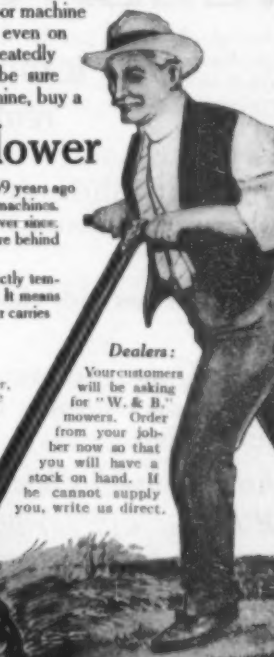 or machine
even on
eatedly
be sure
ine, buy a
lower
9 years ago
machines.
ver since.
re behind
ctly tem-
It means
r carries
r,
Dealers:
Your customers
will be asking
for "W. & B."
mowers. Order
from your job-
ber now so that
you will have a
stock on hand. If
he cannot supply
you, write us direct.